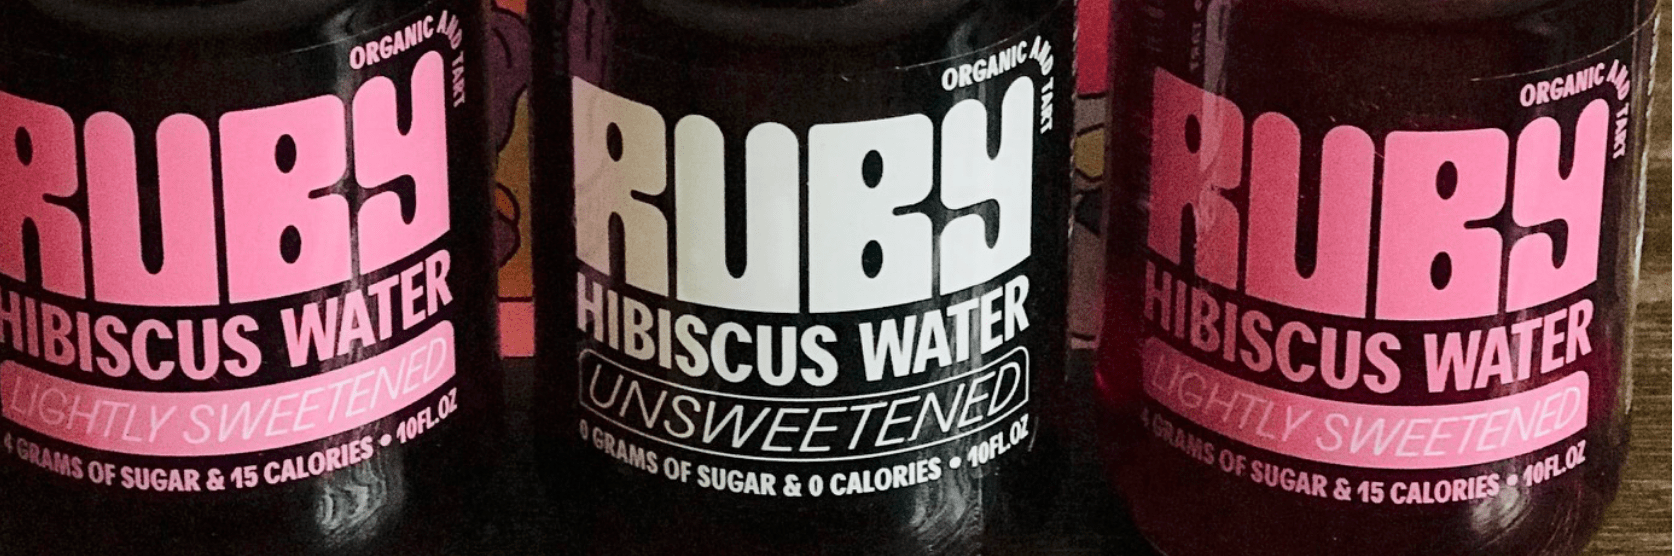 ORGANIC AND TART
RUBY
HIBISCUS WATER
LIGHTLY SWEETENED
4 GRAMS OF SUGAR & 15 CALORIES • 10FL.OZ
ORGANIC AND TART
RUBY
HIBISCUS WATER
UNSWEETENED
0 GRAMS OF SUGAR & 0 CALORIES • 10FL.OZ
ORGANIC AND TART
RUBY
HIBISCUS WATER
LIGHTLY SWEETENED
4 GRAMS OF SUGAR & 15 CALORIES • 10FL.OZ